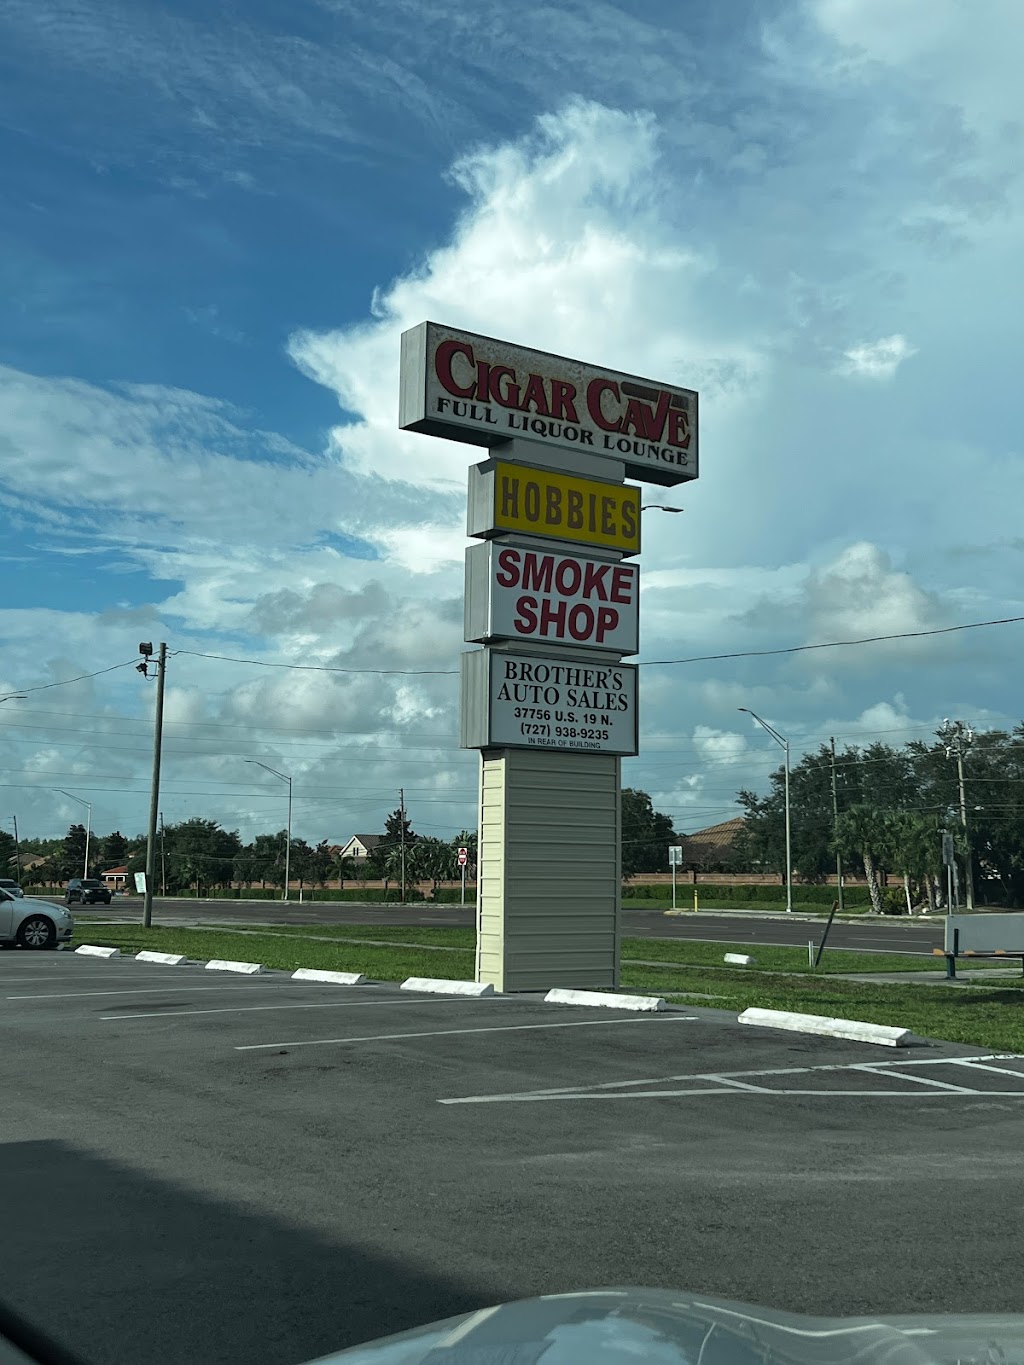 CIGAR CAVE
FULL LIQUOR LOUNGE
HOBBIES
SMOKE
SHOP
BROTHER'S
AUTO SALES
37756 U.S. 19 N.
(727) 938-9235
IN REAR OF BUILDING